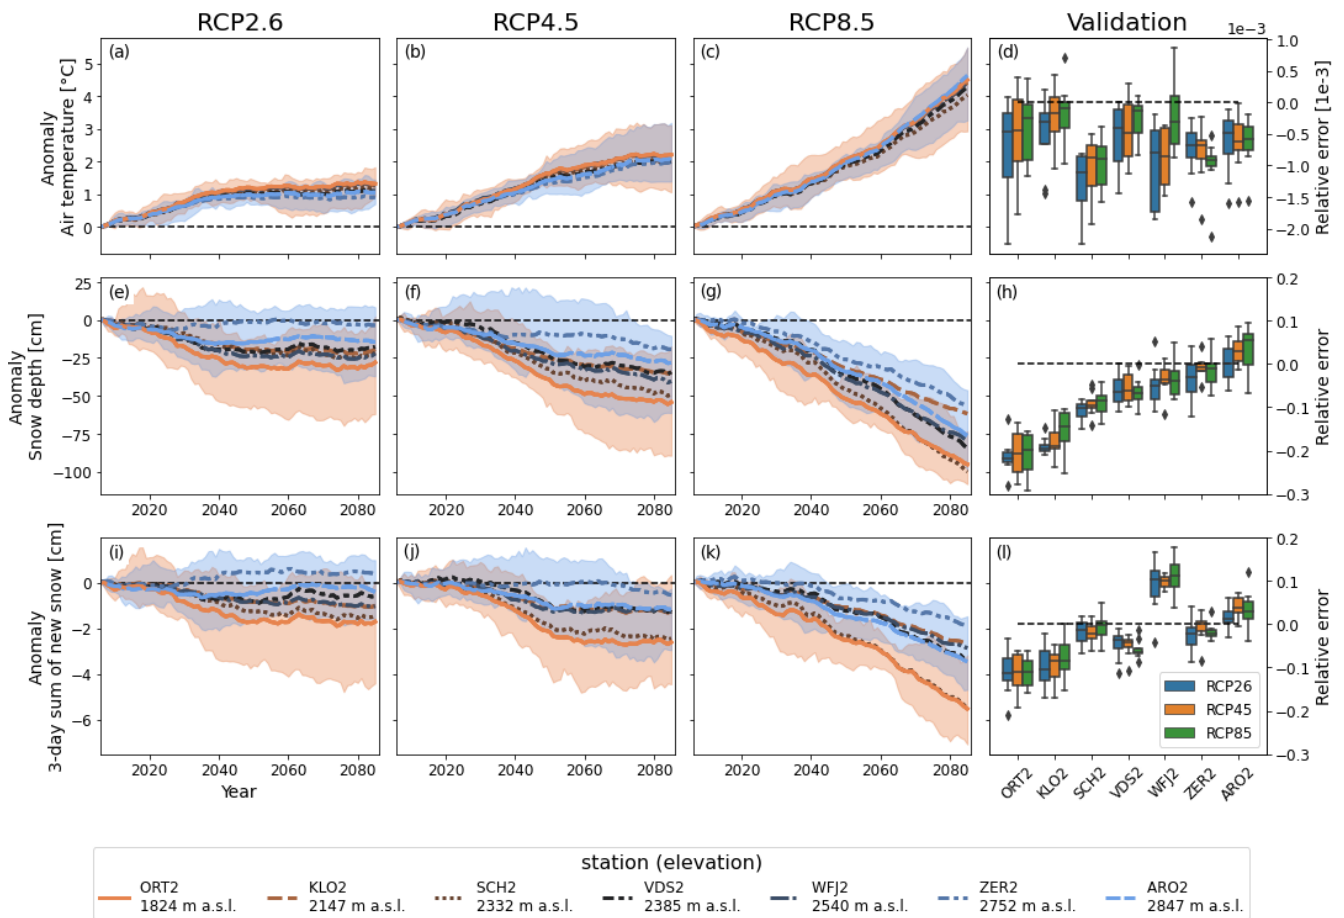 RCP2.6 RCP4.5 RCP8.5 Validation
1e−3
(a) (b) (c) (d)
5
4
3
2
1
0
Anomaly
Air temperature [°C]
1.0
0.5
0.0
−0.5
−1.0
−1.5
−2.0
Relative error [1e-3]
(e) (f) (g) (h)
25
0
−25
−50
−75
−100
Anomaly
Snow depth [cm]
2020 2040 2060 2080 2020 2040 2060 2080 2020 2040 2060 2080
0.2
0.1
0.0
−0.1
−0.2
−0.3
Relative error
(i) (j) (k) (l)
0
−2
−4
−6
Anomaly
3-day sum of new snow [cm]
2020 2040 2060 2080 2020 2040 2060 2080 2020 2040 2060 2080
Year
0.2
0.1
0.0
−0.1
−0.2
−0.3
Relative error
RCP26
RCP45
RCP85
ORT2 KLO2 SCH2 VDS2 WFJ2 ZER2 ARO2
station (elevation)
ORT2 KLO2 SCH2 VDS2 WFJ2 ZER2 ARO2
1824 m a.s.l. 2147 m a.s.l. 2332 m a.s.l. 2385 m a.s.l. 2540 m a.s.l. 2752 m a.s.l. 2847 m a.s.l.